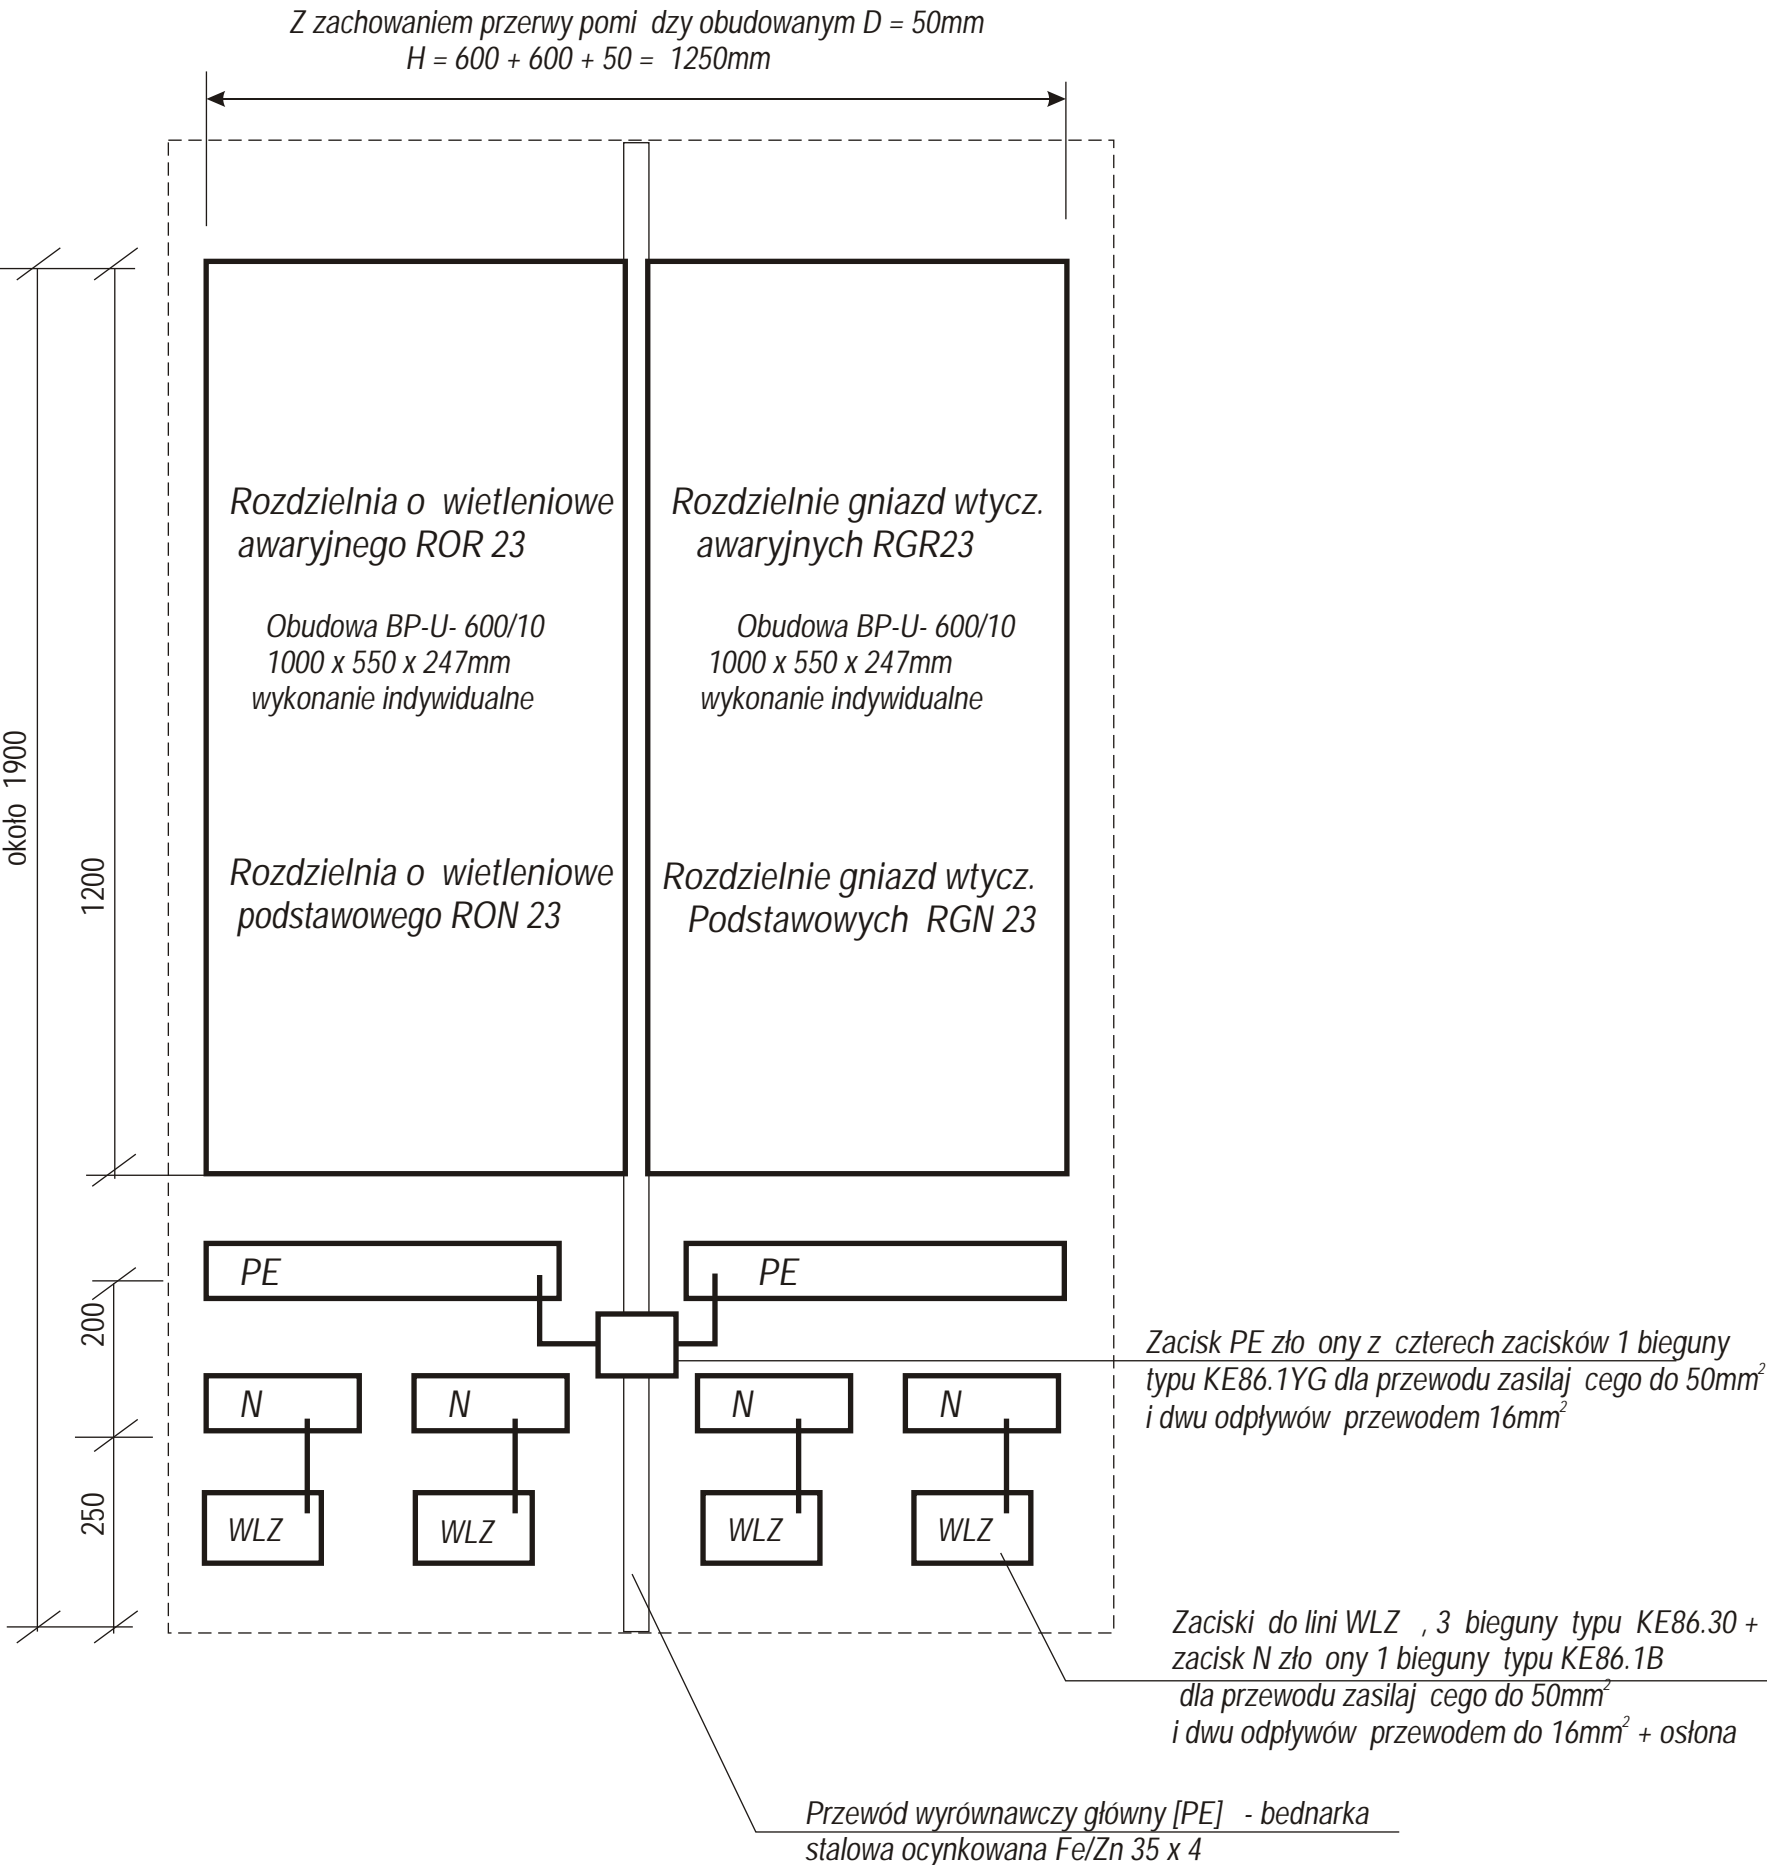 Z zachowaniem przerwy pomi dzy obudowanym D = 50mm
H = 600 + 600 + 50 = 1250mm
Rozdzielnia o wietleniowe
awaryjnego ROR 23
Obudowa BP-U- 600/10
1000 x 550 x 247mm
wykonanie indywidualne
Rozdzielnia o wietleniowe
podstawowego RON 23
Rozdzielnie gniazd wtycz.
awaryjnych RGR23
Obudowa BP-U- 600/10
1000 x 550 x 247mm
wykonanie indywidualne
Rozdzielnie gniazd wtycz.
Podstawowych RGN 23
około 1900
1200
200
250
PE
PE
N
N
N
N
WLZ
WLZ
WLZ
WLZ
Zacisk PE zło ony z czterech zacisków 1 bieguny
typu KE86.1YG dla przewodu zasilaj cego do 50mm²
i dwu odpływów przewodem 16mm²
Zaciski do lini WLZ , 3 bieguny typu KE86.30 +
zacisk N zło ony 1 bieguny typu KE86.1B
dla przewodu zasilaj cego do 50mm²
i dwu odpływów przewodem do 16mm² + osłona
Przewód wyrównawczy główny [PE] - bednarka
stalowa ocynkowana Fe/Zn 35 x 4